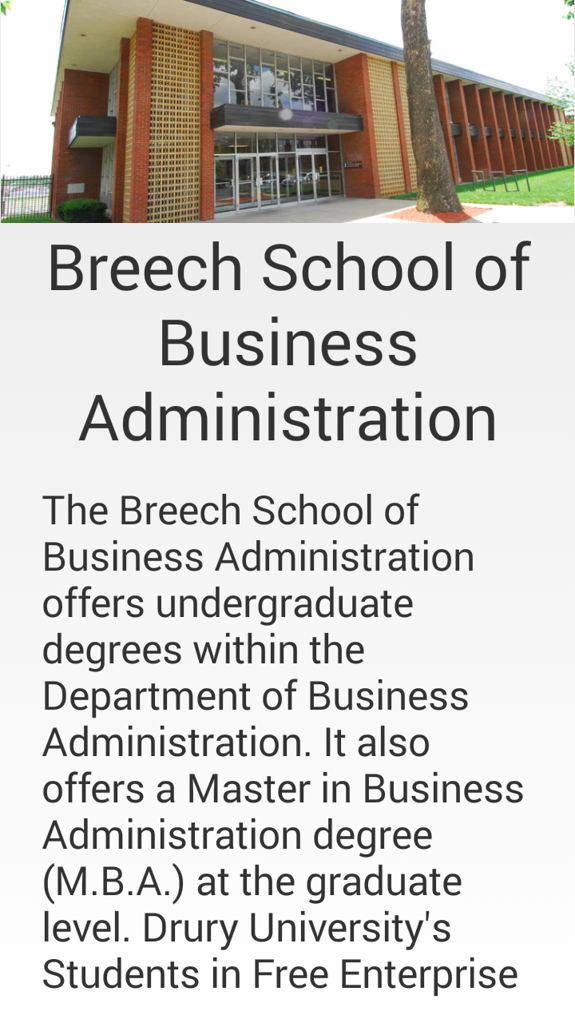 Breech School of
Business
Administration
The Breech School of
Business Administration
offers undergraduate
degrees within the
Department of Business
Administration. It also
offers a Master in Business
Administration degree
(M.B.A.) at the graduate
level. Drury University's
Students in Free Enterprise